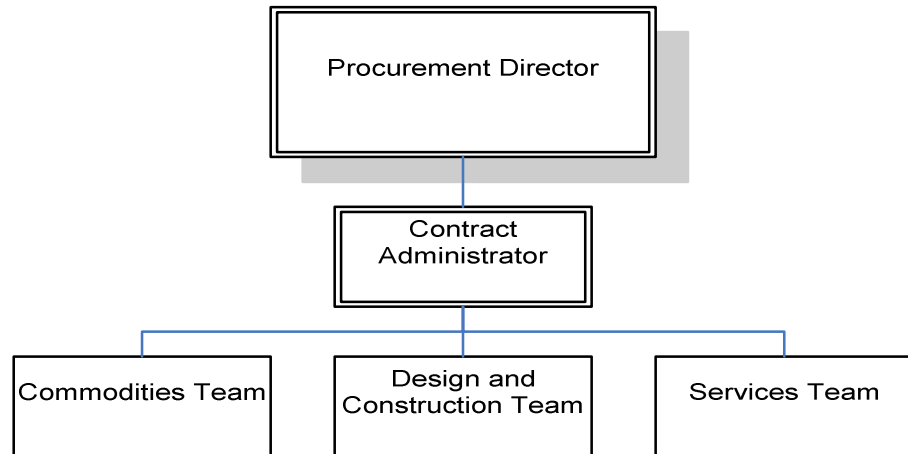 Procurement Director
Contract
Administrator
Commodities Team
Design and
Construction Team
Services Team